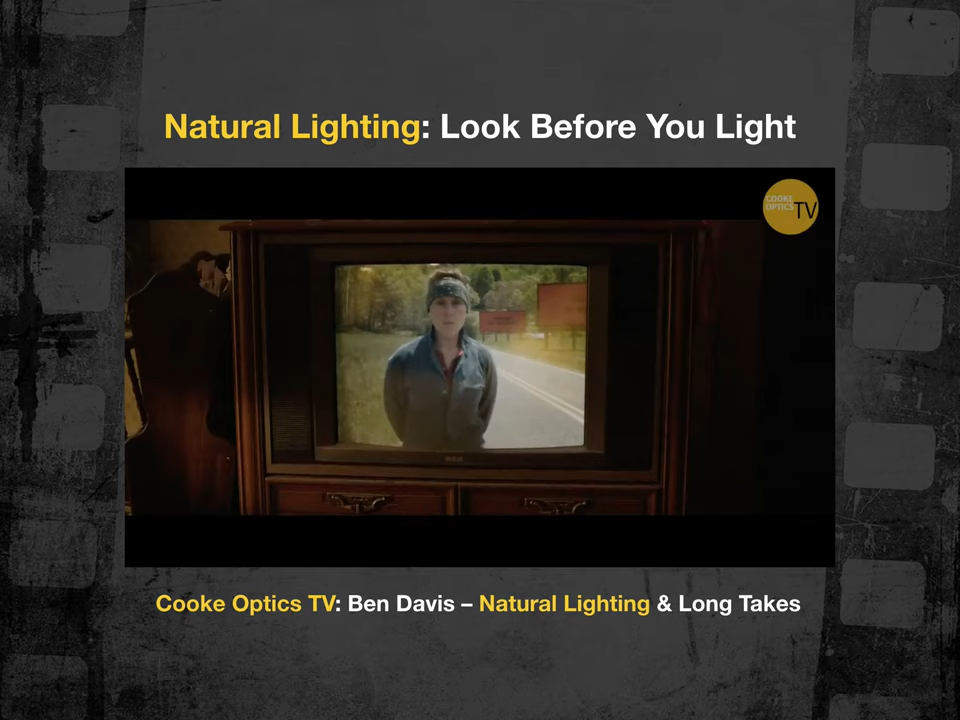 Natural Lighting: Look Before You Light
COOKE
OPTICS TV
RCA
Cooke Optics TV: Ben Davis – Natural Lighting & Long Takes